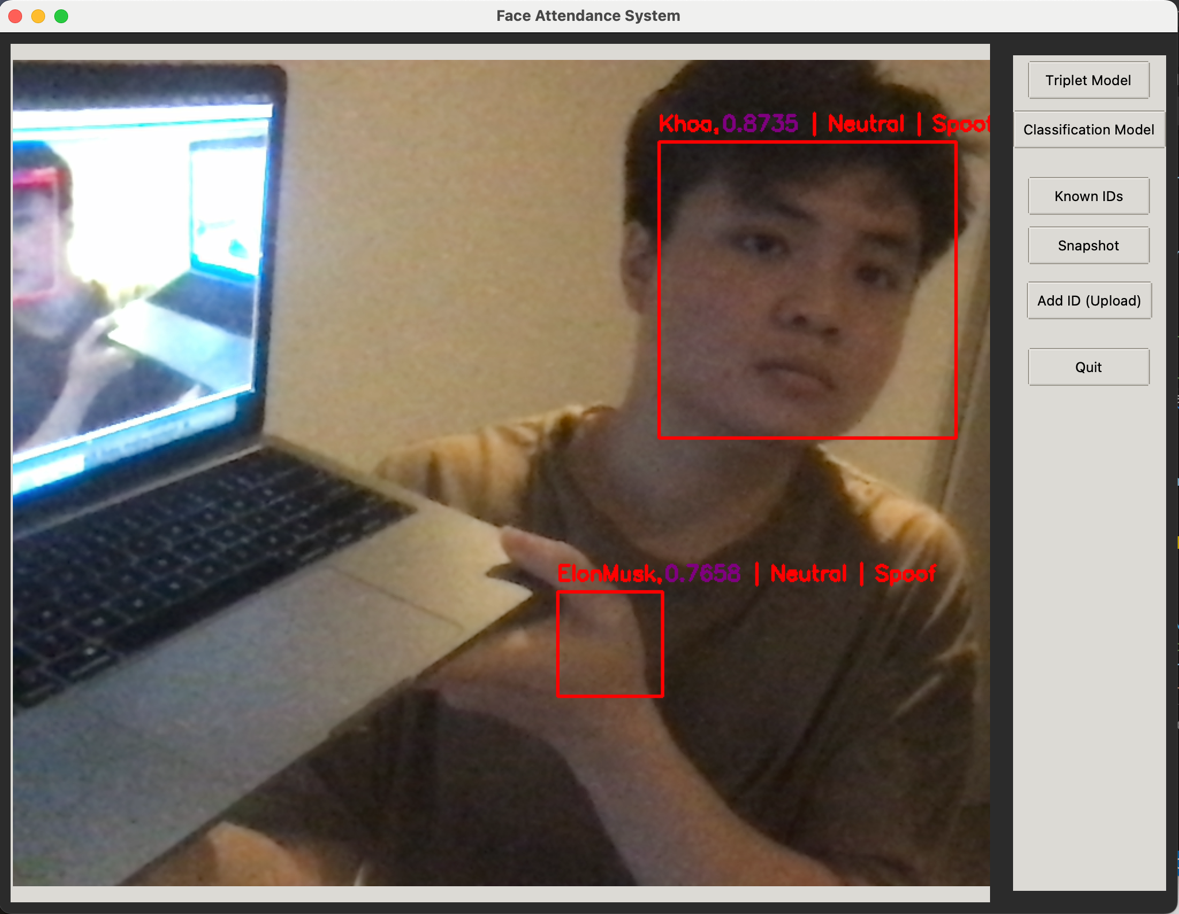 Face Attendance System
Khoa,0.8735 | Neutral | Spoof
ElonMusk,0.7658 | Neutral | Spoof
Triplet Model
Classification Model
Known IDs
Snapshot
Add ID (Upload)
Quit